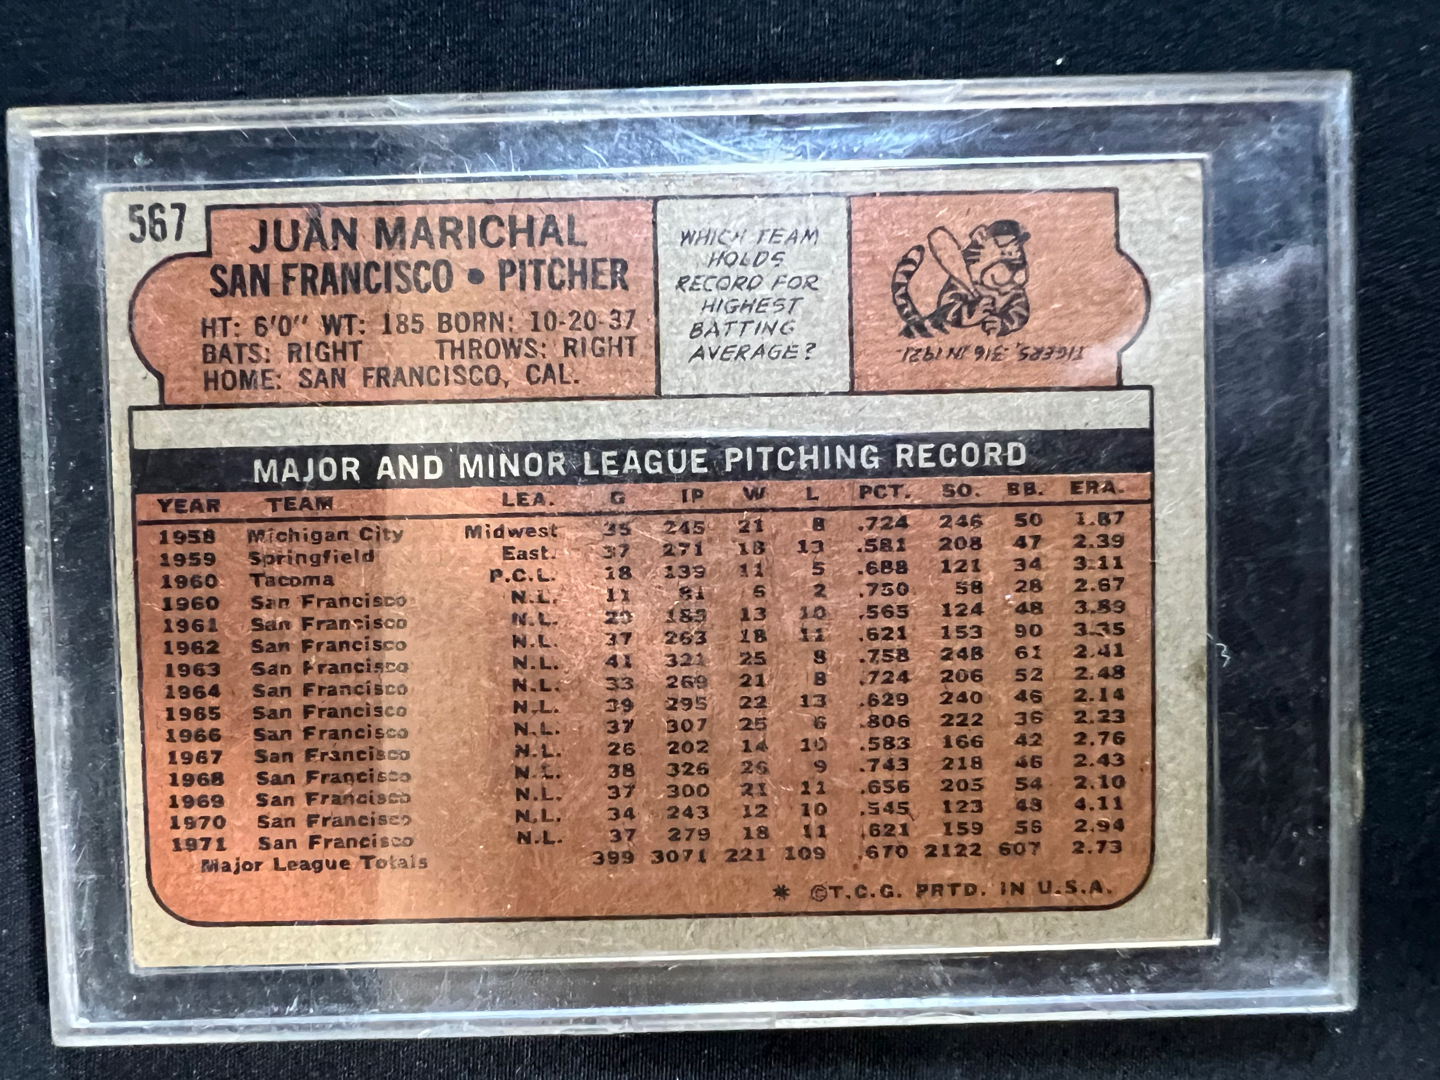 567
JUAN MARICHAL
SAN FRANCISCO • PITCHER
HT: 6'0" WT: 185 BORN: 10-20-37
BATS: RIGHT THROWS: RIGHT
HOME: SAN FRANCISCO, CAL.
WHICH TEAM
HOLDS
RECORD FOR
HIGHEST
BATTING
AVERAGE?
TIGERS, .316 IN 1921.
MAJOR AND MINOR LEAGUE PITCHING RECORD
YEAR TEAM LEA. G IP W L PCT. SO. BB. ERA.
1958 Michigan City Midwest 35 245 21 8 .724 246 50 1.87
1959 Springfield East. 37 271 18 13 .581 208 47 2.39
1960 Tacoma P.C.L. 18 139 11 5 .688 121 34 3.11
1960 San Francisco N.L. 11 81 6 2 .750 58 28 2.67
1961 San Francisco N.L. 29 185 13 10 .565 124 48 3.89
1962 San Francisco N.L. 37 263 18 11 .621 153 90 3.35
1963 San Francisco N.L. 41 321 25 8 .758 248 61 2.41
1964 San Francisco N.L. 33 269 21 8 .724 206 52 2.48
1965 San Francisco N.L. 39 295 22 13 .629 240 46 2.14
1966 San Francisco N.L. 37 307 25 6 .806 222 36 2.23
1967 San Francisco N.L. 26 202 14 10 .583 166 42 2.76
1968 San Francisco N.L. 38 326 26 9 .743 218 46 2.43
1969 San Francisco N.L. 37 300 21 11 .656 205 54 2.10
1970 San Francisco N.L. 34 243 12 10 .545 123 48 4.11
1971 San Francisco N.L. 37 279 18 11 .621 159 56 2.94
Major League Totals 399 3071 221 109 .670 2122 607 2.73
* ©T.C.G. PRTD. IN U.S.A.